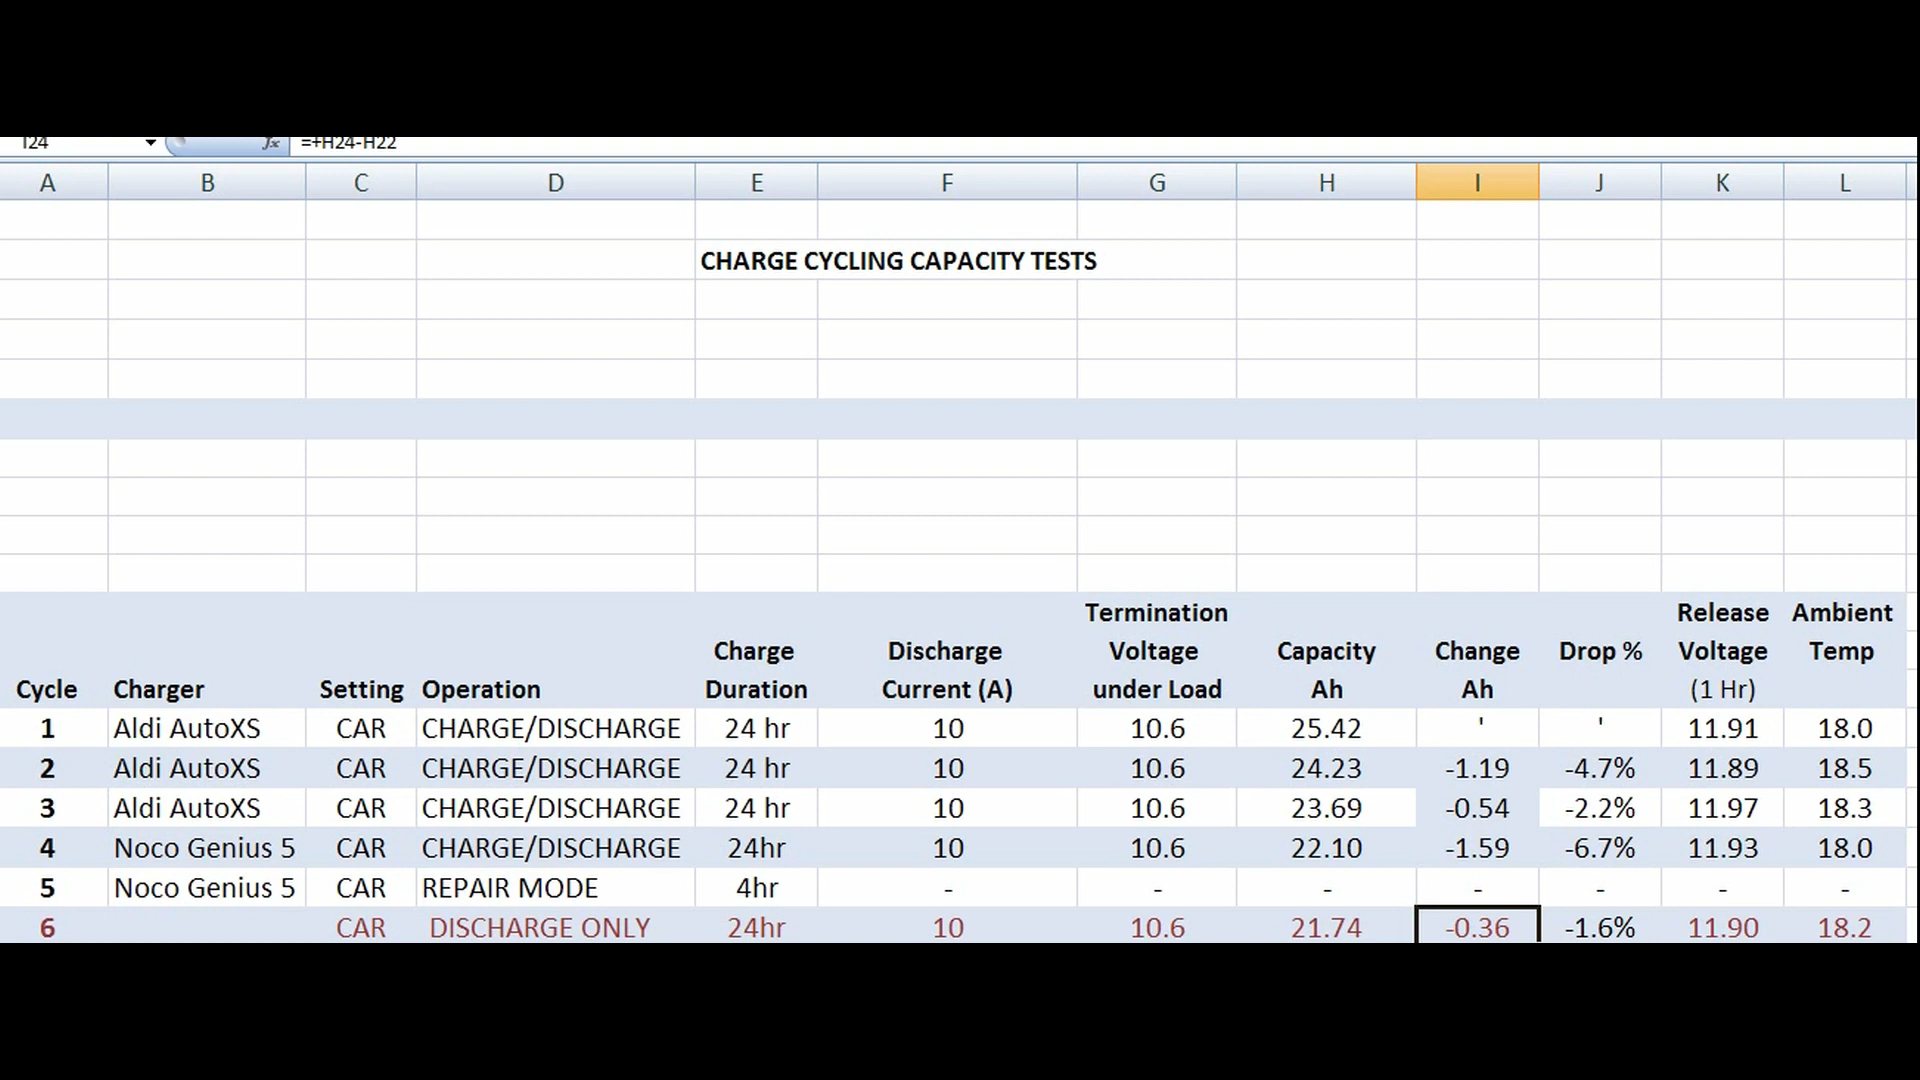 I24 fx =+H24-H22
A B C D E F G H I J K L
CHARGE CYCLING CAPACITY TESTS
Termination Release Ambient
Charge Discharge Voltage Capacity Change Drop % Voltage Temp
Cycle Charger Setting Operation Duration Current (A) under Load Ah Ah (1 Hr)
1 Aldi AutoXS CAR CHARGE/DISCHARGE 24 hr 10 10.6 25.42 ' ' 11.91 18.0
2 Aldi AutoXS CAR CHARGE/DISCHARGE 24 hr 10 10.6 24.23 -1.19 -4.7% 11.89 18.5
3 Aldi AutoXS CAR CHARGE/DISCHARGE 24 hr 10 10.6 23.69 -0.54 -2.2% 11.97 18.3
4 Noco Genius 5 CAR CHARGE/DISCHARGE 24hr 10 10.6 22.10 -1.59 -6.7% 11.93 18.0
5 Noco Genius 5 CAR REPAIR MODE 4hr - - - - - - -
6 CAR DISCHARGE ONLY 24hr 10 10.6 21.74 -0.36 -1.6% 11.90 18.2